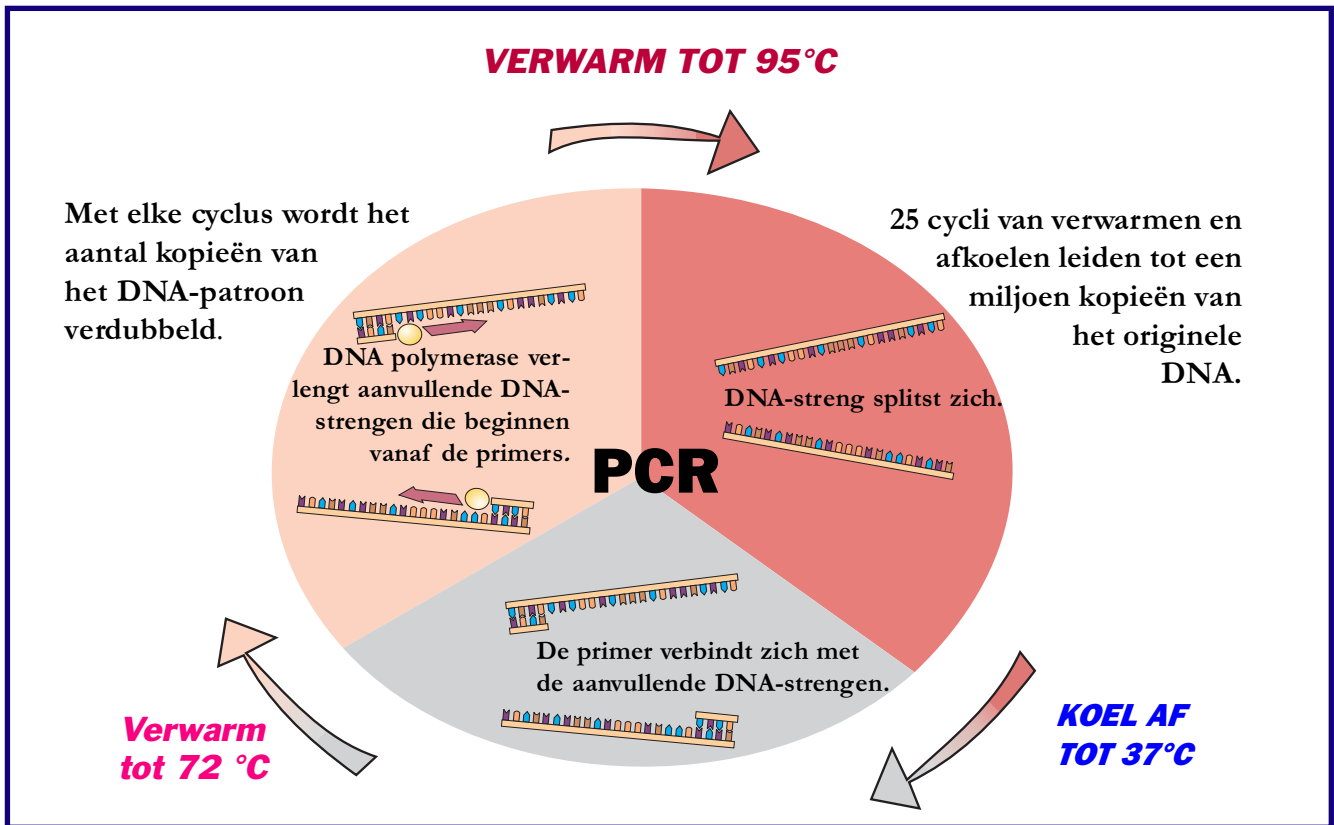 VERWARM TOT 95°C
Met elke cyclus wordt het
aantal kopieën van
het DNA-patroon
verdubbeld.
25 cycli van verwarmen en
afkoelen leiden tot een
miljoen kopieën van
het originele
DNA.
DNA polymerase ver-
lengt aanvullende DNA-
strengen die beginnen
vanaf de primers.
DNA-streng splitst zich.
PCR
De primer verbindt zich met
de aanvullende DNA-strengen.
Verwarm
tot 72 °C
KOEL AF
TOT 37°C